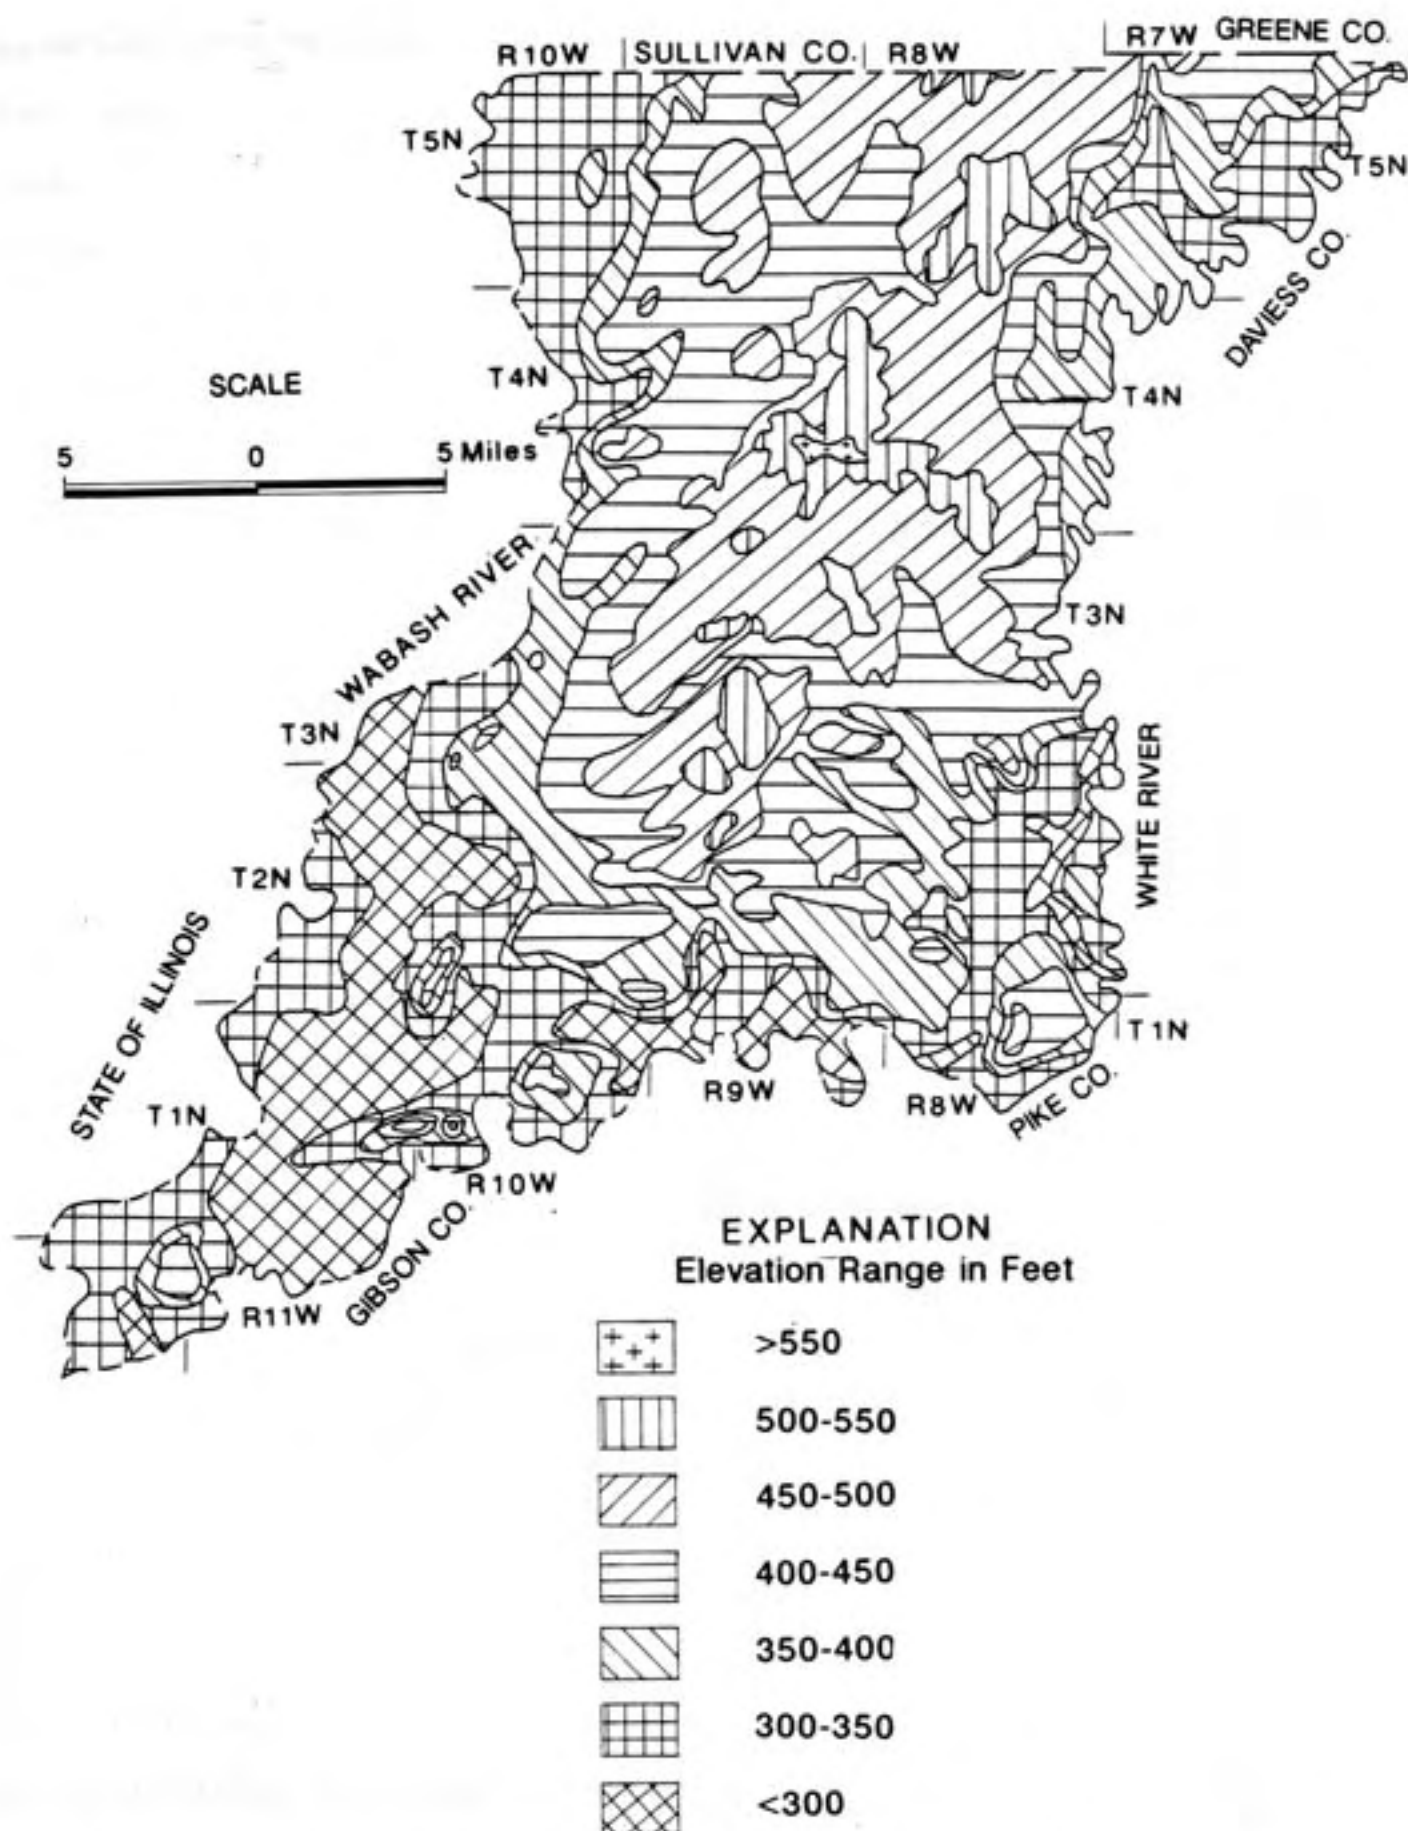 R10W SULLIVAN CO. R8W R7W GREENE CO.
T5N
T5N
DAVIESS CO.
SCALE
T4N
T4N
5 0 5 Miles
WABASH RIVER
T3N
T3N
WHITE RIVER
T2N
STATE OF ILLINOIS
T1N
R9W
R8W
PIKE CO.
T1N
R10W
GIBSON CO.
R11W
EXPLANATION
Elevation Range in Feet
>550
500-550
450-500
400-450
350-400
300-350
<300